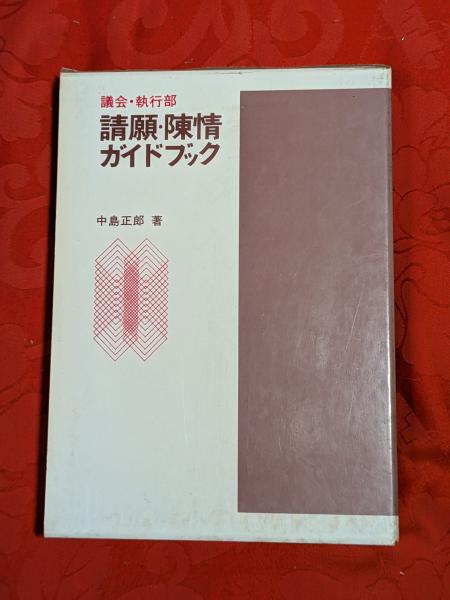 議会・執行部
請願・陳情
ガイドブック
中島正郎 著